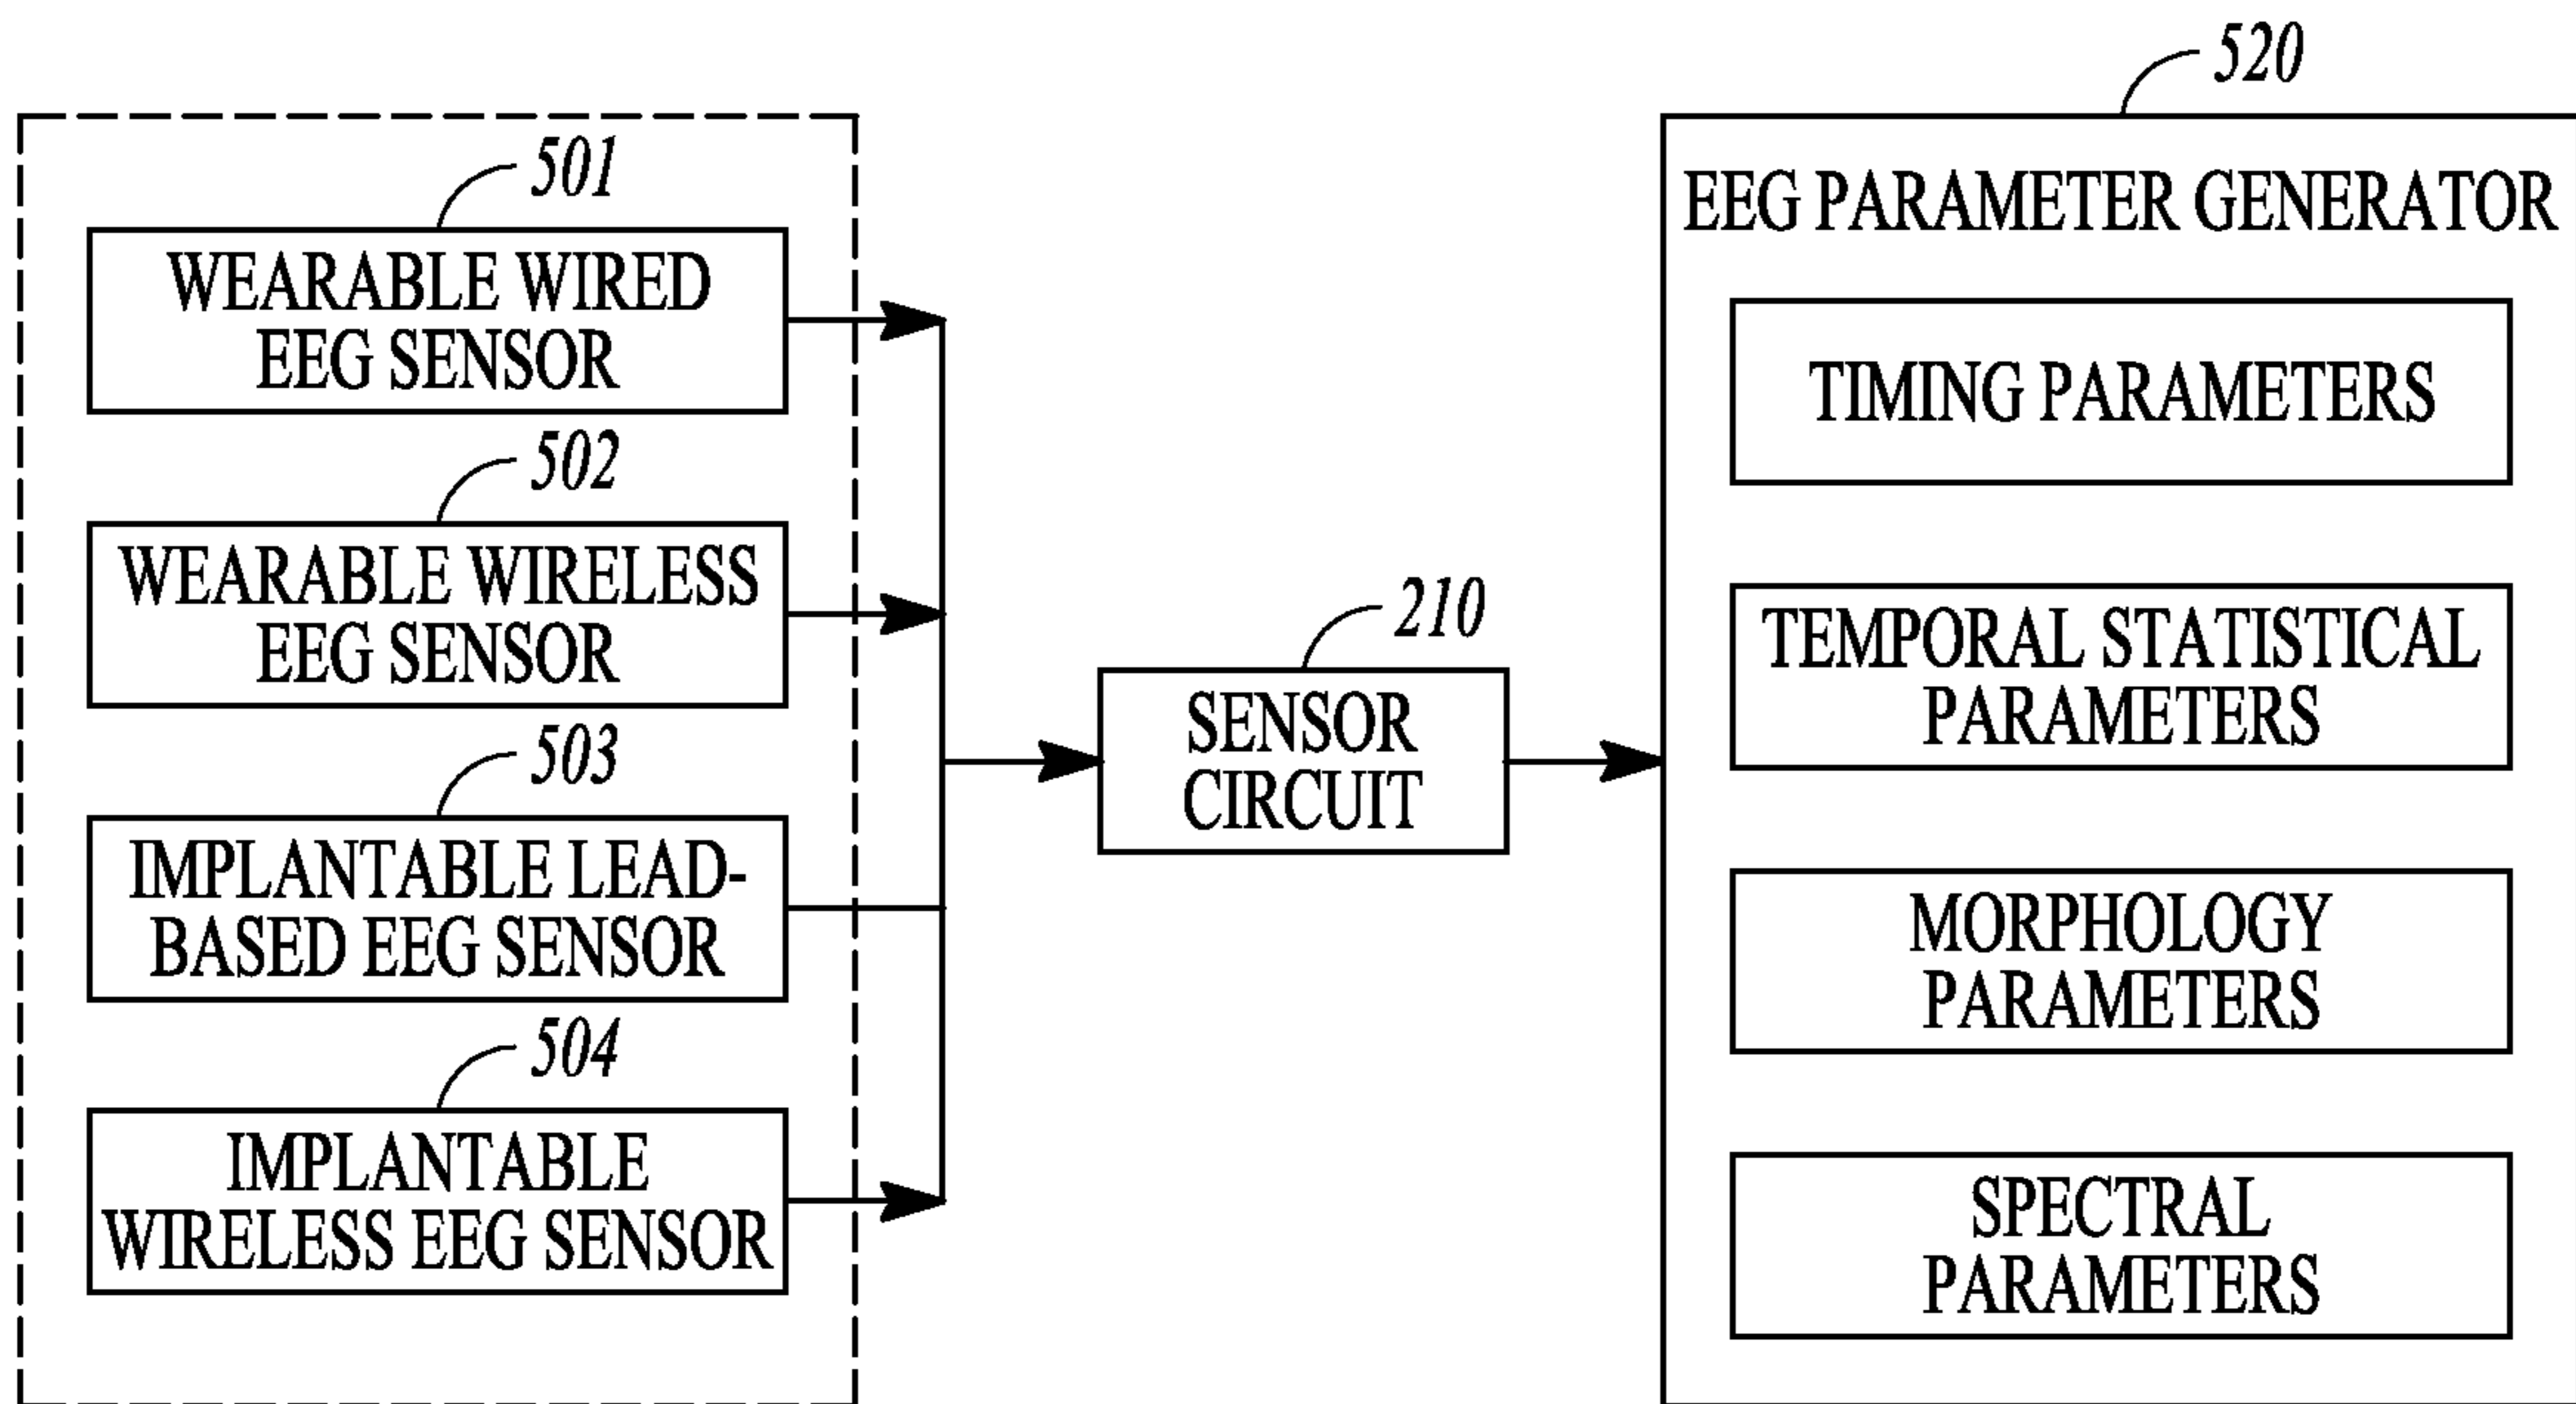 501
WEARABLE WIRED
EEG SENSOR
502
WEARABLE WIRELESS
EEG SENSOR
503
IMPLANTABLE LEAD-
BASED EEG SENSOR
504
IMPLANTABLE
WIRELESS EEG SENSOR
210
SENSOR
CIRCUIT
520
EEG PARAMETER GENERATOR
TIMING PARAMETERS
TEMPORAL STATISTICAL
PARAMETERS
MORPHOLOGY
PARAMETERS
SPECTRAL
PARAMETERS